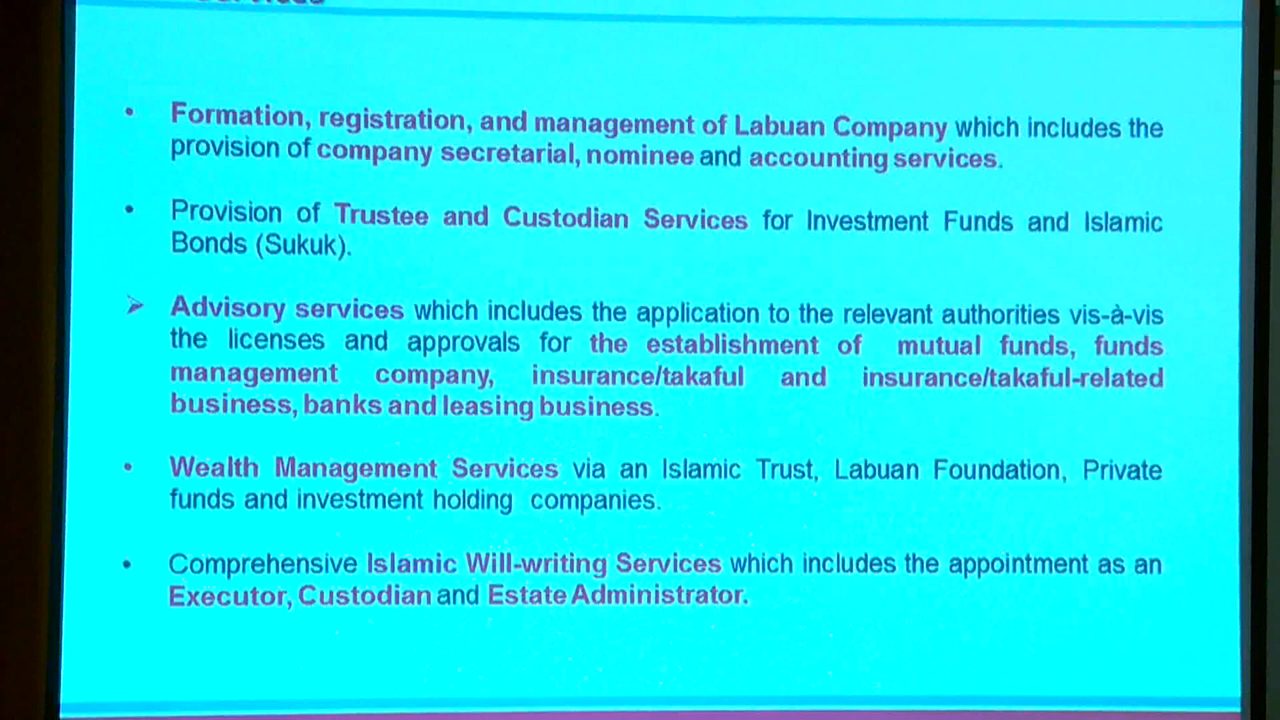 • Formation, registration, and management of Labuan Company which includes the
provision of company secretarial, nominee and accounting services.
• Provision of Trustee and Custodian Services for Investment Funds and Islamic
Bonds (Sukuk).
➢ Advisory services which includes the application to the relevant authorities vis-à-vis
the licenses and approvals for the establishment of mutual funds, funds
management company, insurance/takaful and insurance/takaful-related
business, banks and leasing business.
• Wealth Management Services via an Islamic Trust, Labuan Foundation, Private
funds and investment holding companies.
• Comprehensive Islamic Will-writing Services which includes the appointment as an
Executor, Custodian and Estate Administrator.